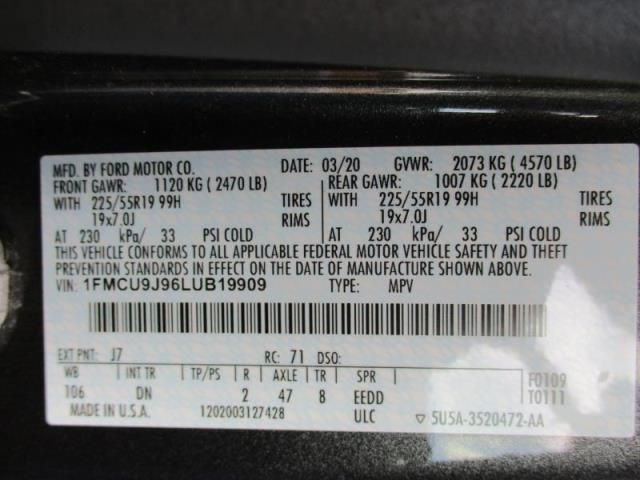 MFD. BY FORD MOTOR CO. DATE: 03/20 GVWR: 2073 KG ( 4570 LB)
FRONT GAWR: 1120 KG ( 2470 LB) REAR GAWR: 1007 KG ( 2220 LB)
WITH 225/55R19 99H TIRES WITH 225/55R19 99H TIRES
19x7.0J RIMS 19x7.0J RIMS
AT 230 kPa/ 33 PSI COLD AT 230 kPa/ 33 PSI COLD
THIS VEHICLE CONFORMS TO ALL APPLICABLE FEDERAL MOTOR VEHICLE SAFETY AND THEFT
PREVENTION STANDARDS IN EFFECT ON THE DATE OF MANUFACTURE SHOWN ABOVE.
VIN: 1FMCU9J96LUB19909 TYPE: MPV
EXT PNT: J7 RC: 71 DSO:
WB INT TR TP/PS R AXLE TR SPR F0109
106 DN 2 47 8 EEDD T0111
MADE IN U.S.A. 1202003127428 ULC 5U5A-3520472-AA